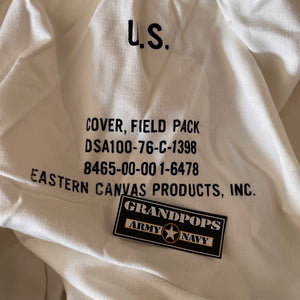 U.S.
COVER, FIELD PACK
DSA100-76-C-1398
8465-00-001-6478
EASTERN CANVAS PRODUCTS, INC.
GRANDPOPS
ARMY NAVY